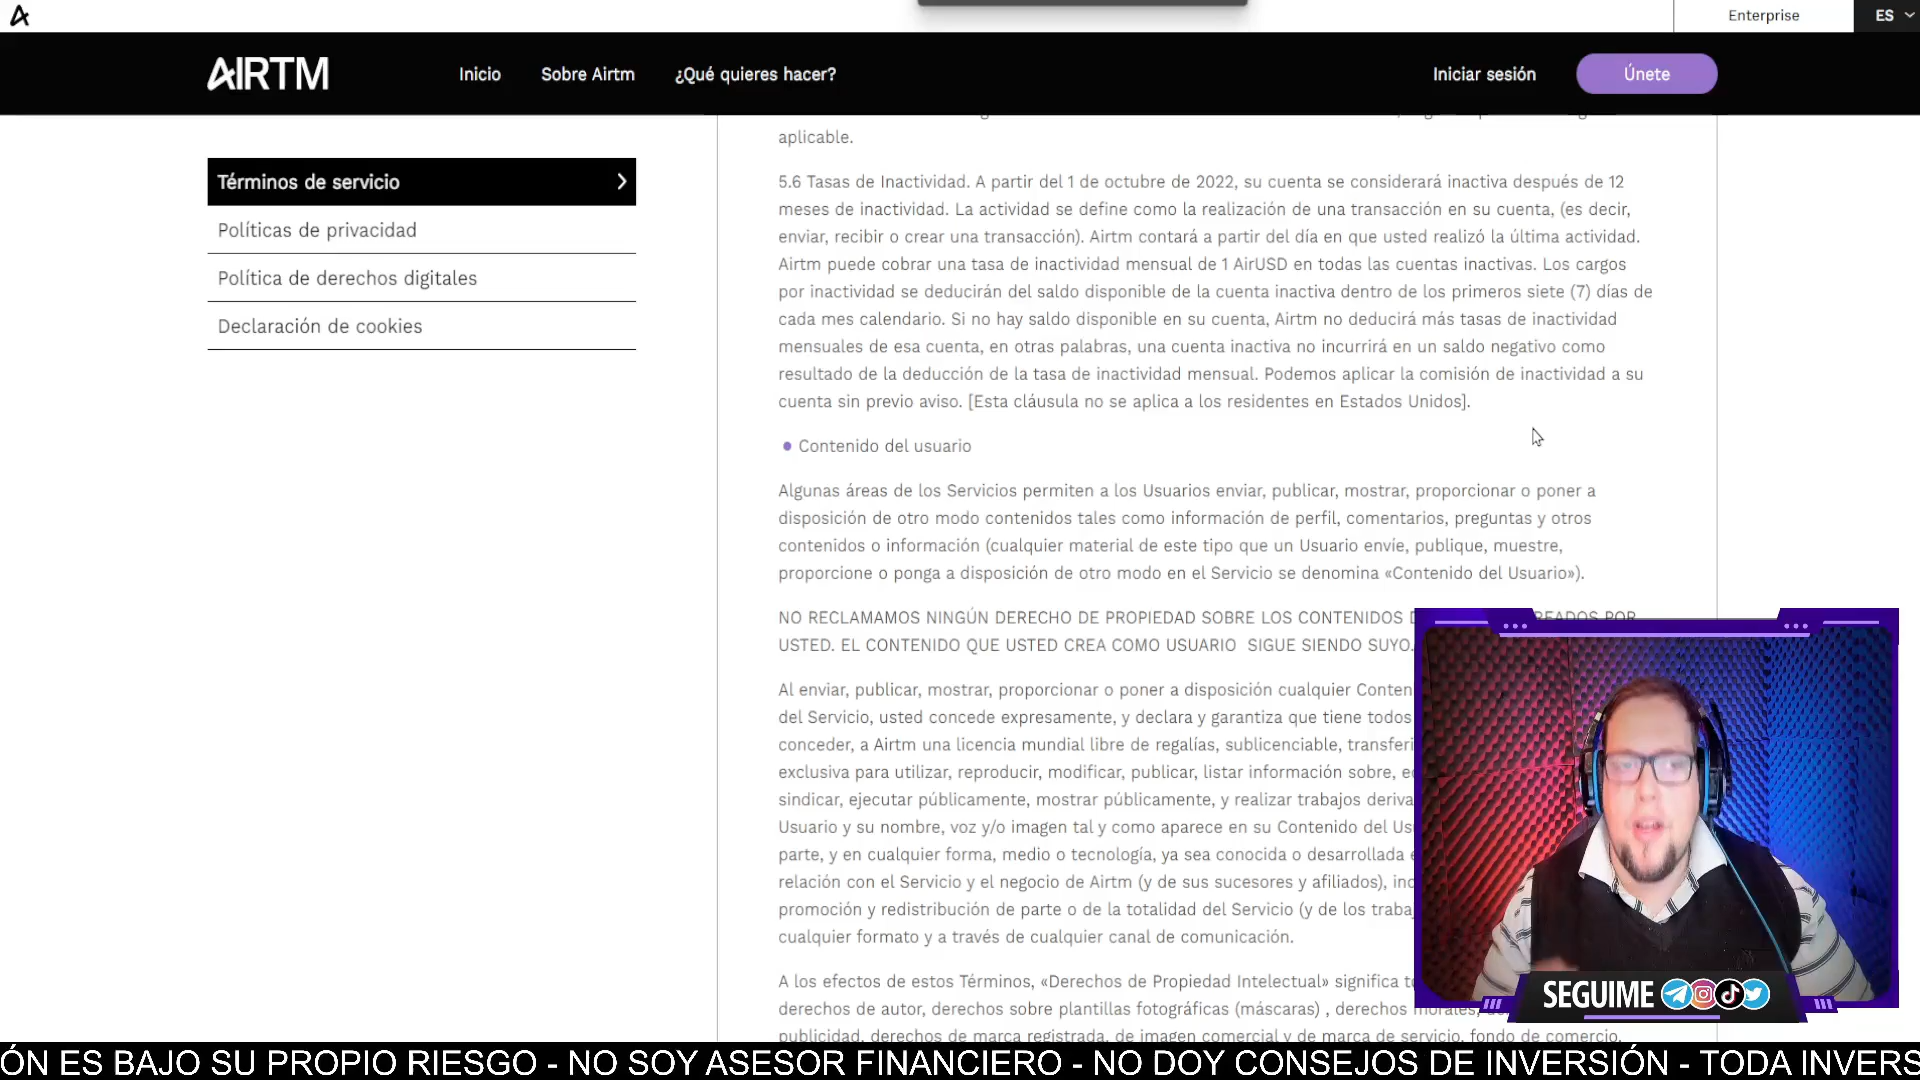 Enterprise
ES
AIRTM
Inicio
Sobre Airtm
¿Qué quieres hacer?
Iniciar sesión
Únete
Términos de servicio
Políticas de privacidad
Política de derechos digitales
Declaración de cookies
aplicable.
5.6 Tasas de Inactividad. A partir del 1 de octubre de 2022, su cuenta se considerará inactiva después de 12
meses de inactividad. La actividad se define como la realización de una transacción en su cuenta, (es decir,
enviar, recibir o crear una transacción). Airtm contará a partir del día en que usted realizó la última actividad.
Airtm puede cobrar una tasa de inactividad mensual de 1 AirUSD en todas las cuentas inactivas. Los cargos
por inactividad se deducirán del saldo disponible de la cuenta inactiva dentro de los primeros siete (7) días de
cada mes calendario. Si no hay saldo disponible en su cuenta, Airtm no deducirá más tasas de inactividad
mensuales de esa cuenta, en otras palabras, una cuenta inactiva no incurrirá en un saldo negativo como
resultado de la deducción de la tasa de inactividad mensual. Podemos aplicar la comisión de inactividad a su
cuenta sin previo aviso. [Esta cláusula no se aplica a los residentes en Estados Unidos].
Contenido del usuario
Algunas áreas de los Servicios permiten a los Usuarios enviar, publicar, mostrar, proporcionar o poner a
disposición de otro modo contenidos tales como información de perfil, comentarios, preguntas y otros
contenidos o información (cualquier material de este tipo que un Usuario envíe, publique, muestre,
proporcione o ponga a disposición de otro modo en el Servicio se denomina «Contenido del Usuario»).
NO RECLAMAMOS NINGÚN DERECHO DE PROPIEDAD SOBRE LOS CONTENIDOS POR
USTED. EL CONTENIDO QUE USTED CREA COMO USUARIO SIGUE SIENDO SUYO.
Al enviar, publicar, mostrar, proporcionar o poner a disposición cualquier
del Servicio, usted concede expresamente, y declara y garantiza que tiene todos
conceder, a Airtm una licencia mundial libre de regalías, sublicenciable,
exclusiva para utilizar, reproducir, modificar, publicar, listar información sobre,
sindicar, ejecutar públicamente, mostrar públicamente, y realizar trabajos
Usuario y su nombre, voz y/o imagen tal y como aparece en su Contenido del
parte, y en cualquier forma, medio o tecnología, ya sea conocida o desarrollada
relación con el Servicio y el negocio de Airtm (y de sus sucesores y afiliados),
promoción y redistribución de parte o de la totalidad del Servicio (y de los
cualquier formato y a través de cualquier canal de comunicación.
A los efectos de estos Términos, «Derechos de Propiedad Intelectual» significa
derechos de autor, derechos sobre plantillas fotográficas (máscaras) , derechos morales,
publicidad, derechos de marca registrada, de imagen comercial y de marca de servicio, fondo de comercio,
SEGUIME
ÓN ES BAJO SU PROPIO RIESGO - NO SOY ASESOR FINANCIERO - NO DOY CONSEJOS DE INVERSIÓN - TODA INVERS